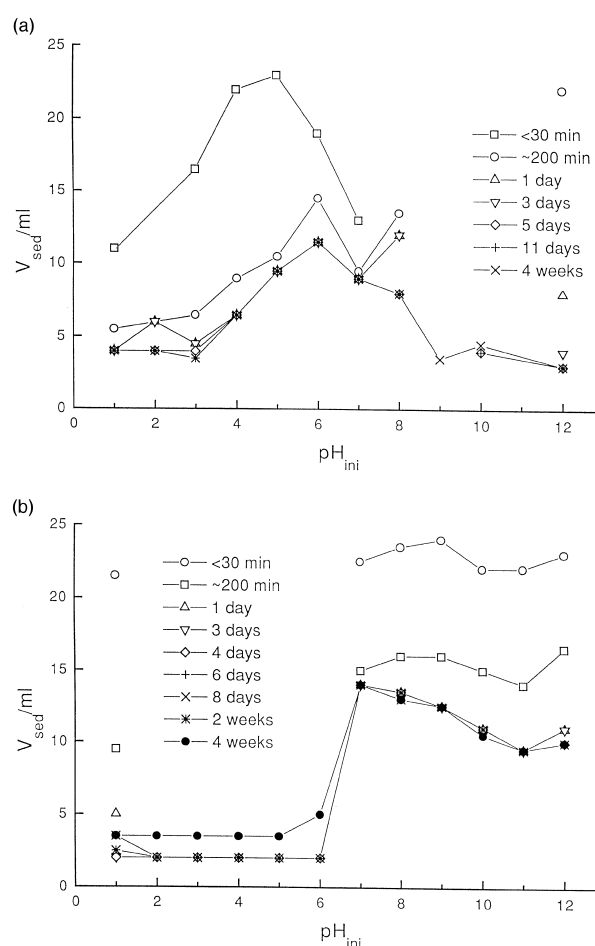 (a)
25
20
15
10
5
0
V_sed/ml
<30 min
~200 min
1 day
3 days
5 days
11 days
4 weeks
0 2 4 6 8 10 12
pH_ini
(b)
25
20
15
10
5
0
V_sed/ml
<30 min
~200 min
1 day
3 days
4 days
6 days
8 days
2 weeks
4 weeks
0 2 4 6 8 10 12
pH_ini